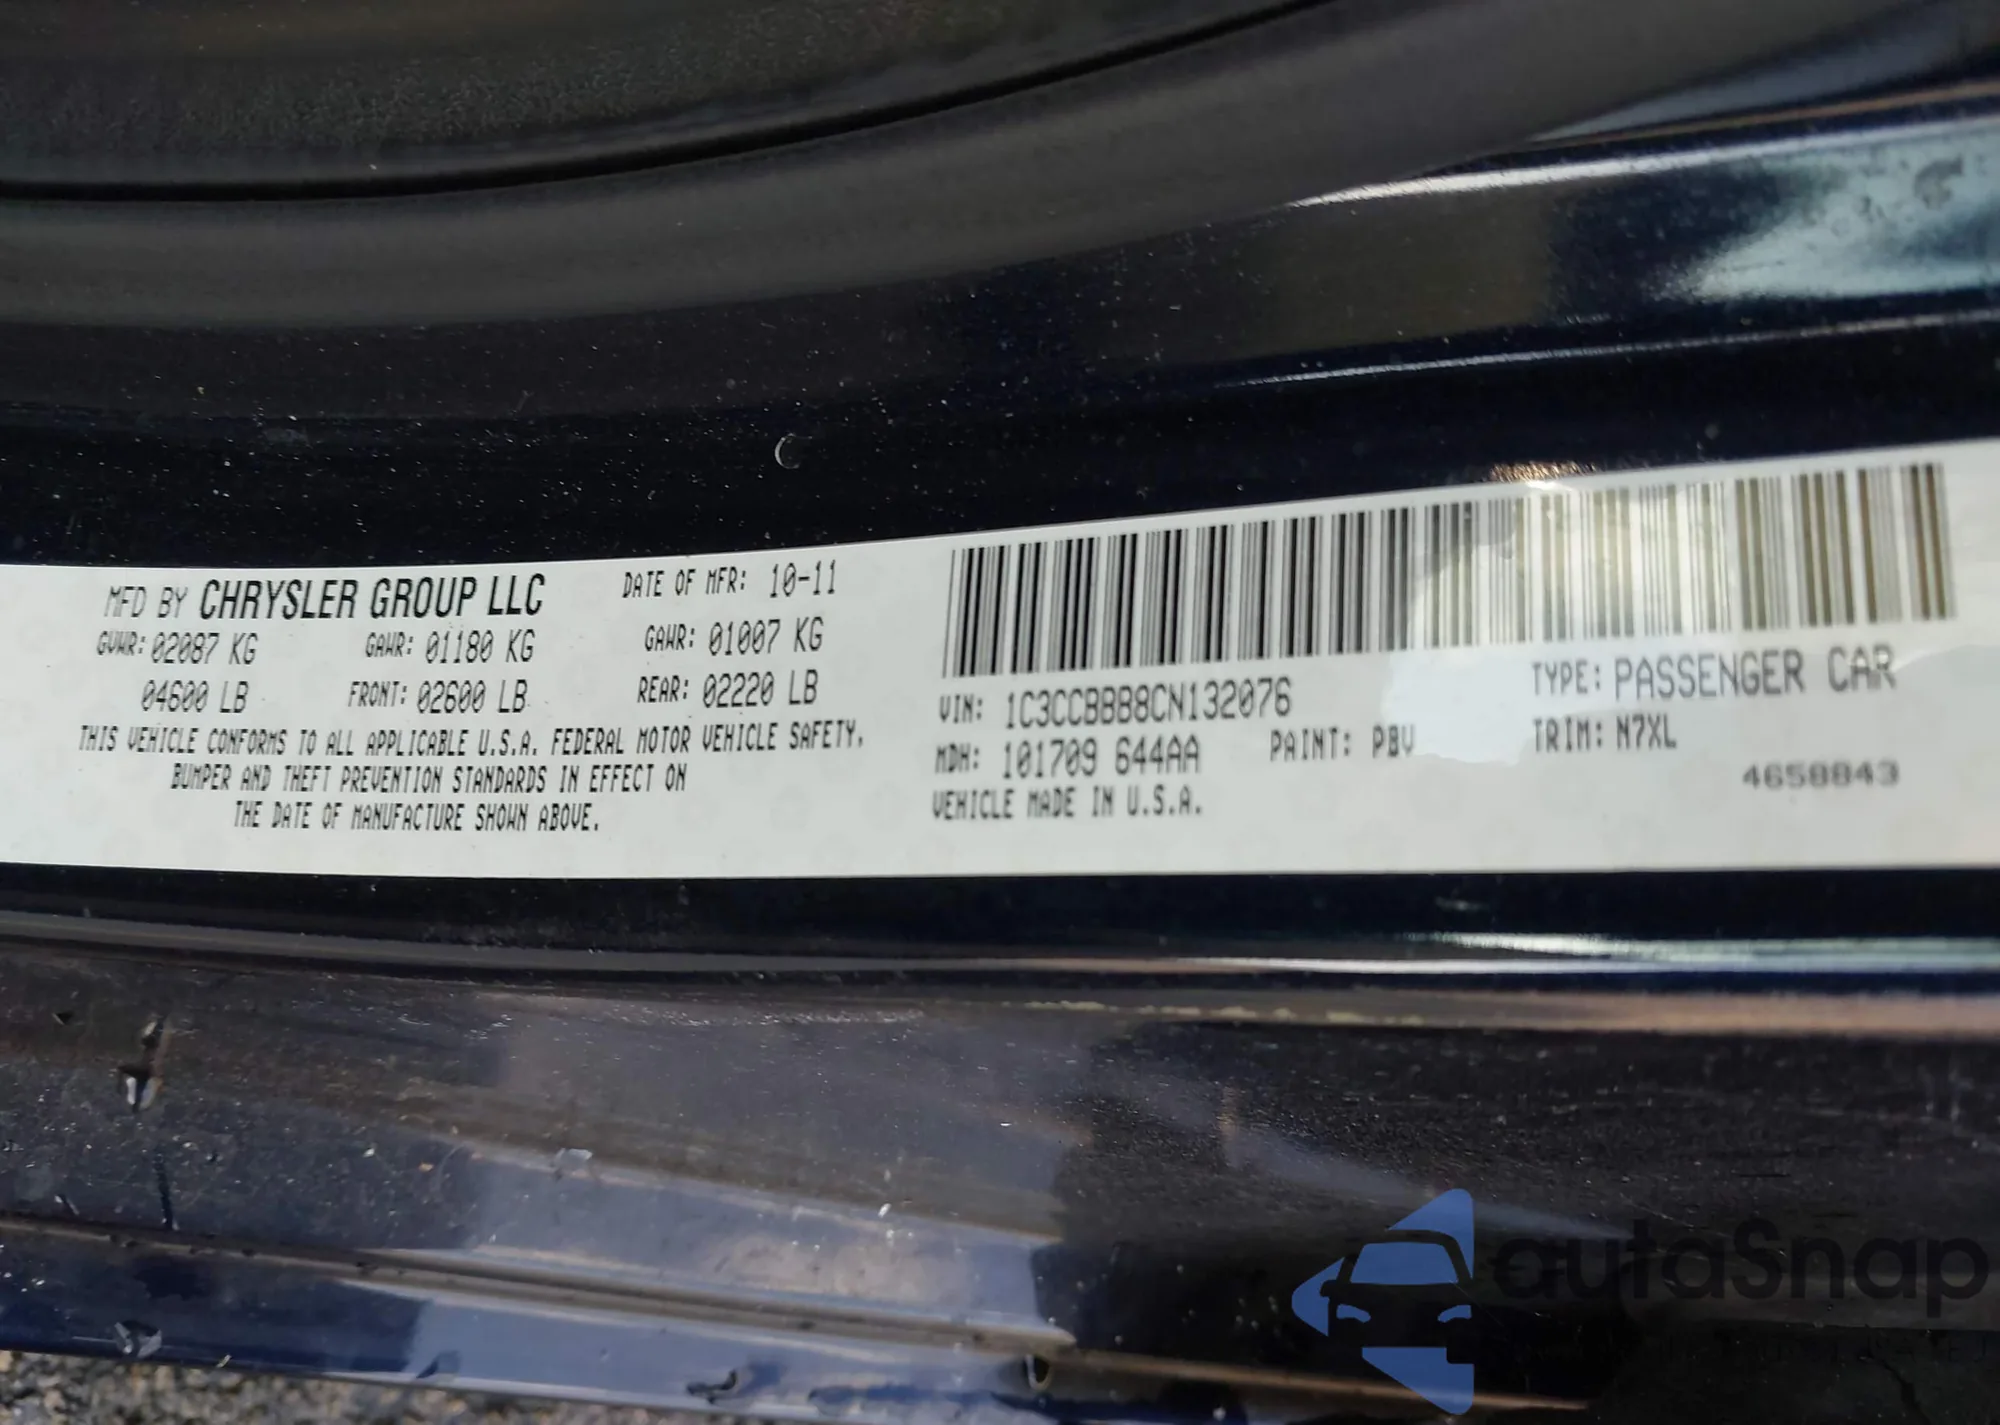 MFD BY CHRYSLER GROUP LLC DATE OF MFR: 10-11
GVWR: 02087 KG GAWR: 01180 KG GAWR: 01007 KG
04600 LB FRONT: 02600 LB REAR: 02220 LB
THIS VEHICLE CONFORMS TO ALL APPLICABLE U.S.A. FEDERAL MOTOR VEHICLE SAFETY,
BUMPER AND THEFT PREVENTION STANDARDS IN EFFECT ON
THE DATE OF MANUFACTURE SHOWN ABOVE.
VIN: 1C3CCBBB8CN132076 TYPE: PASSENGER CAR
MDH: 101709 644AA PAINT: PBV TRIM: N7XL
VEHICLE MADE IN U.S.A. 4658843
autoSnap